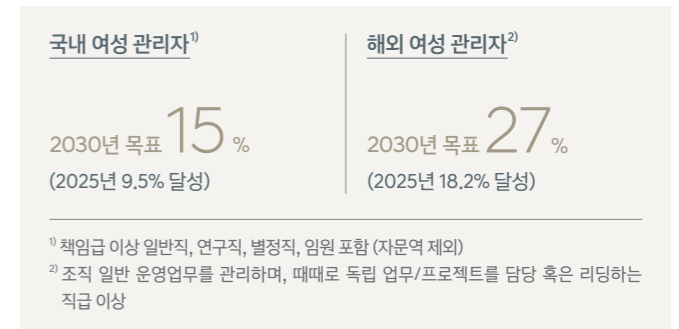 국내 여성 관리자1)
2030년 목표 15 %
(2025년 9.5% 달성)
해외 여성 관리자2)
2030년 목표 27 %
(2025년 18.2% 달성)
1) 책임급 이상 일반직, 연구직, 별정직, 임원 포함 (자문역 제외)
2) 조직 일반 운영업무를 관리하며, 때때로 독립 업무/프로젝트를 담당 혹은 리딩하는
직급 이상